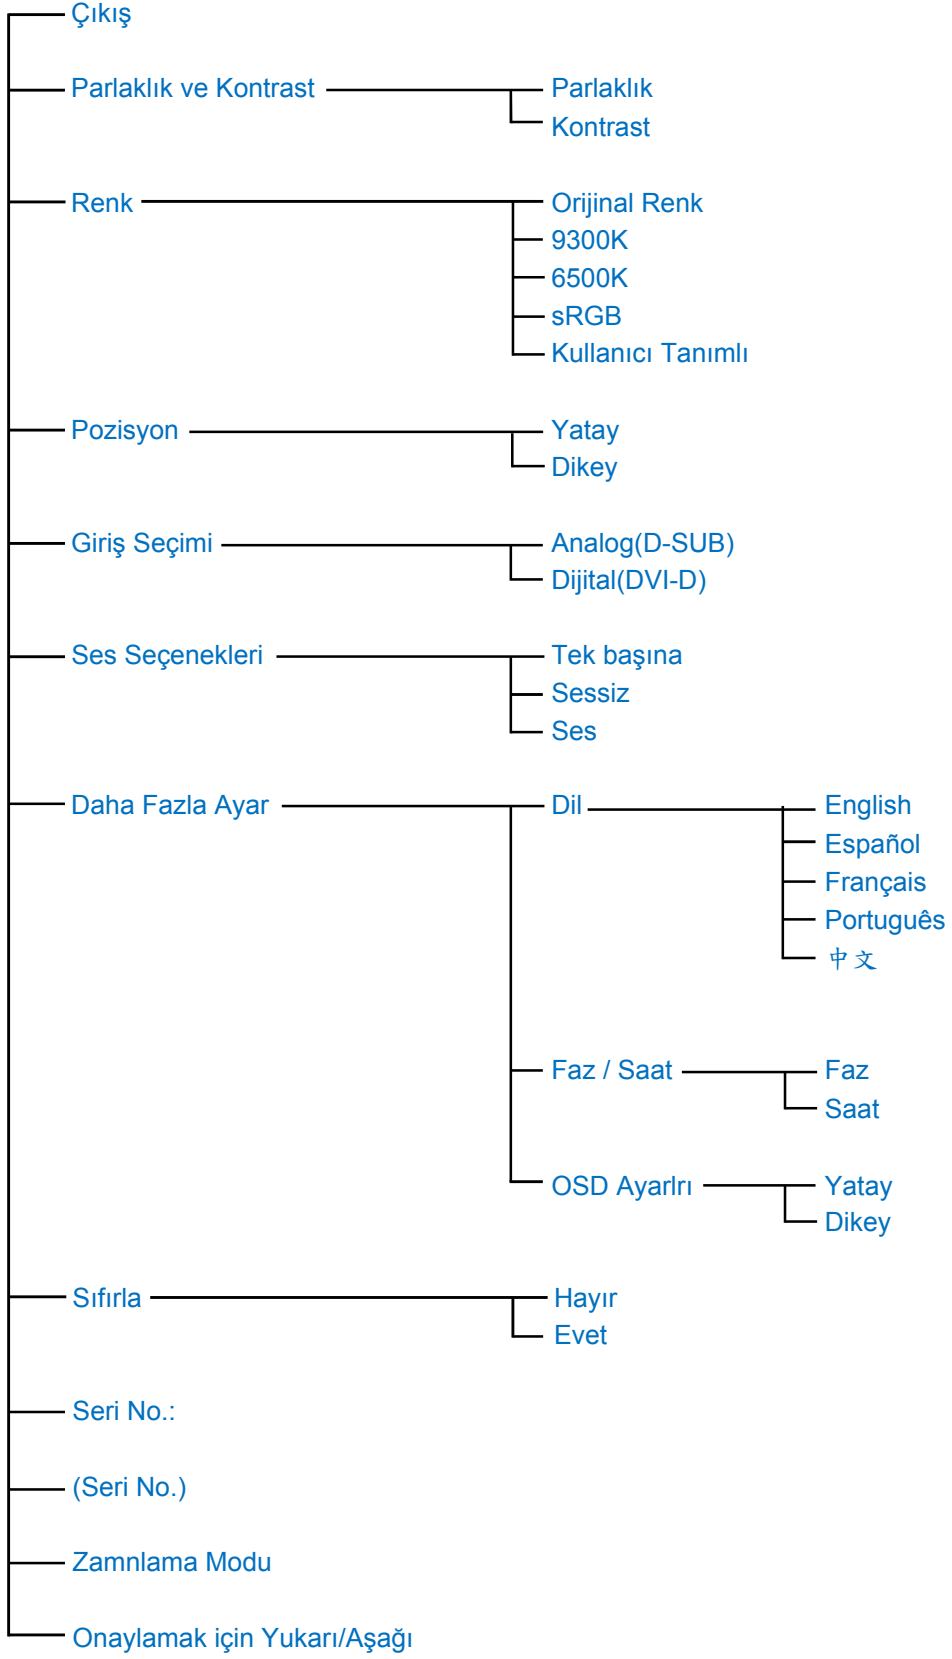 Çıkış
Parlaklık ve Kontrast
Parlaklık
Kontrast
Renk
Orijinal Renk
9300K
6500K
sRGB
Kullanıcı Tanımlı
Pozisyon
Yatay
Dikey
Giriş Seçimi
Analog(D-SUB)
Dijital(DVI-D)
Ses Seçenekleri
Tek başına
Sessiz
Ses
Daha Fazla Ayar
Dil
English
Español
Français
Português
中文
Faz / Saat
Faz
Saat
OSD Ayarlrı
Yatay
Dikey
Sıfırla
Hayır
Evet
Seri No.:
(Seri No.)
Zamnlama Modu
Onaylamak için Yukarı/Aşağı